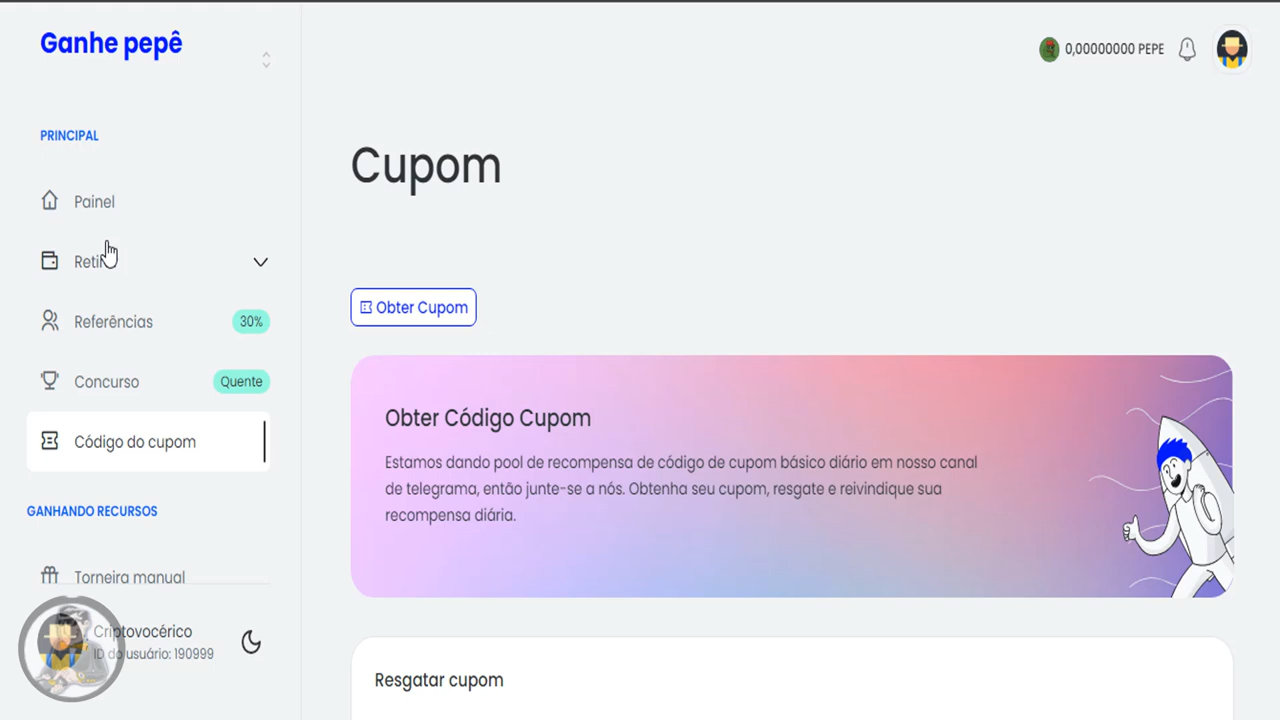 Ganhe pepê
0,00000000 PEPE
PRINCIPAL
Painel
Referências
30%
Concurso
Quente
Código do cupom
GANHANDO RECURSOS
Torneira manual
Criptovocérico
ID do usuário: 190999
Cupom
Obter Cupom
Obter Código Cupom
Estamos dando pool de recompensa de código de cupom básico diário em nosso canal
de telegrama, então junte-se a nós. Obtenha seu cupom, resgate e reivindique sua
recompensa diária.
Resgatar cupom